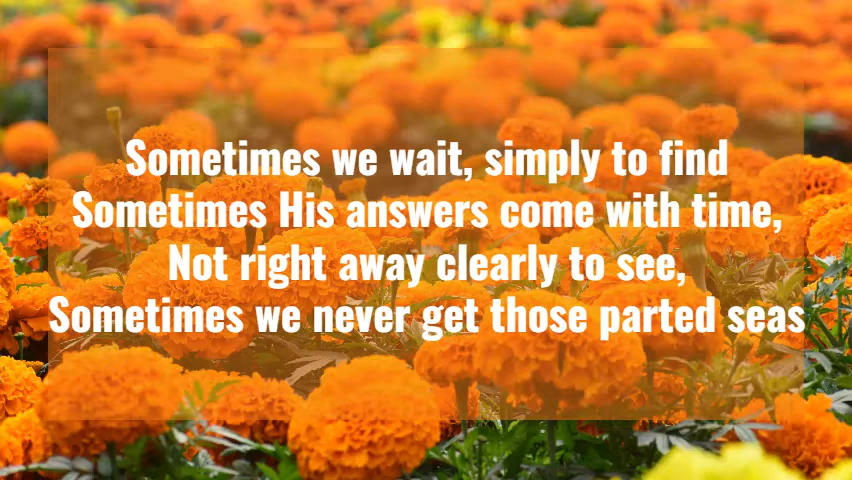 Sometimes we wait, simply to find
Sometimes His answers come with time,
Not right away clearly to see,
Sometimes we never get those parted seas